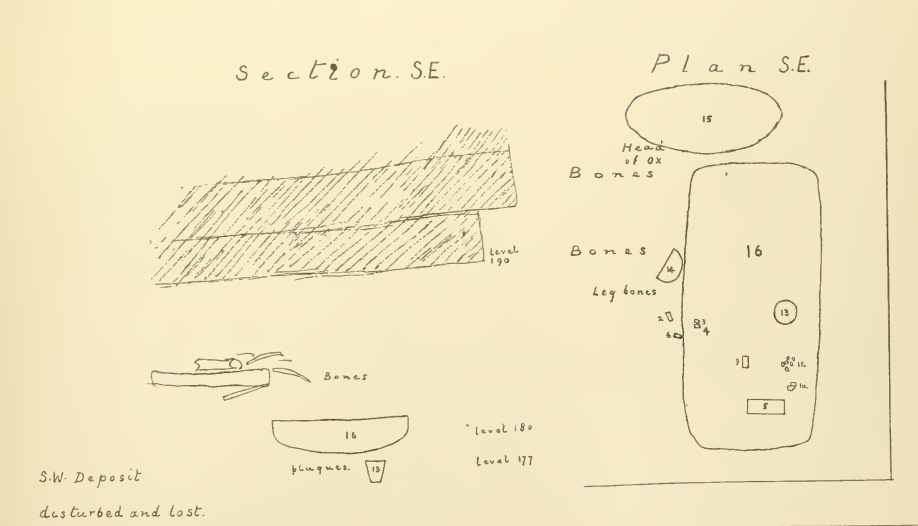 Section. S.E.
Plan S.E.
15
Head
of Ox
Bones
16
Bones
14
Leg bones
2
3
4
6
13
9
12.
10.
5
Level
190
Bones
16
Level 180
plaques.
13
Level 177
S.W. Deposit
disturbed and lost.